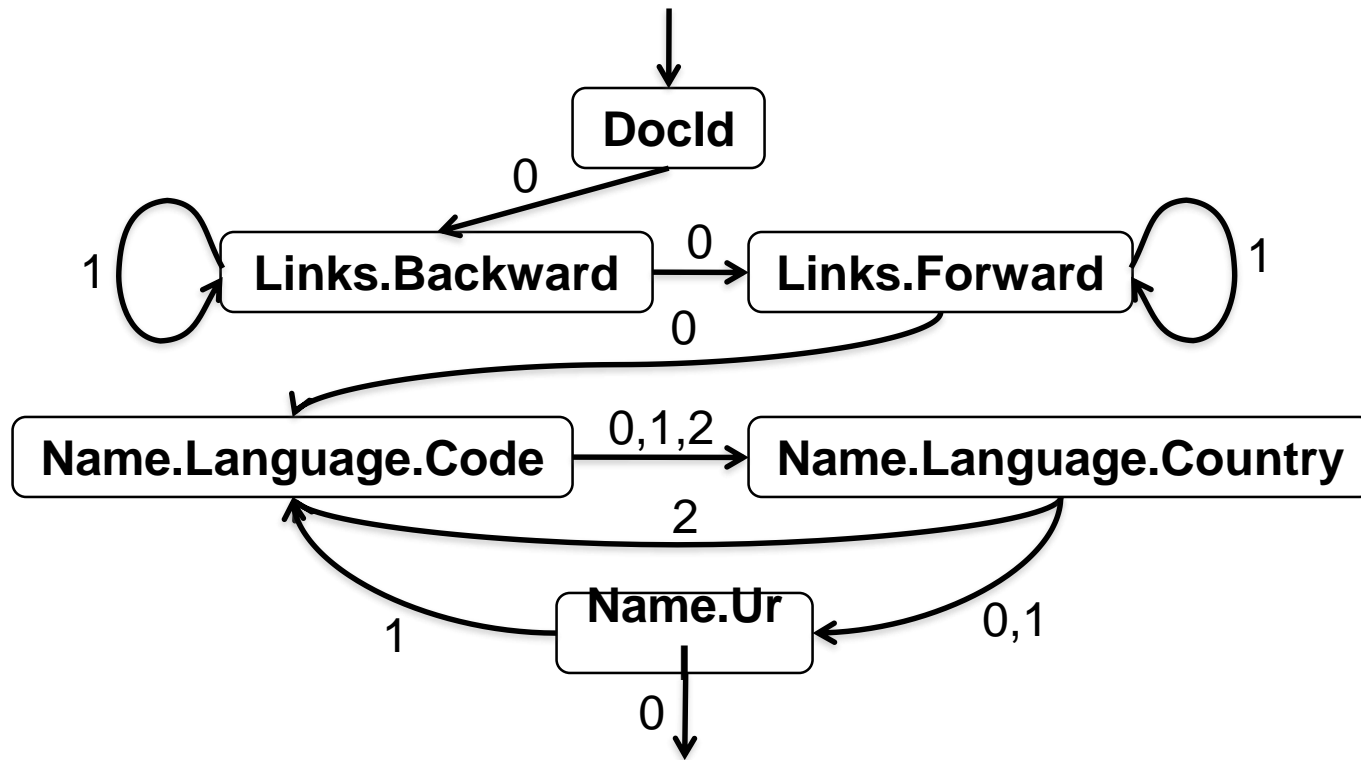 DocId
0
Links.Backward
0
Links.Forward
1
1
0
Name.Language.Code
0,1,2
Name.Language.Country
2
Name.Ur
1
0,1
0